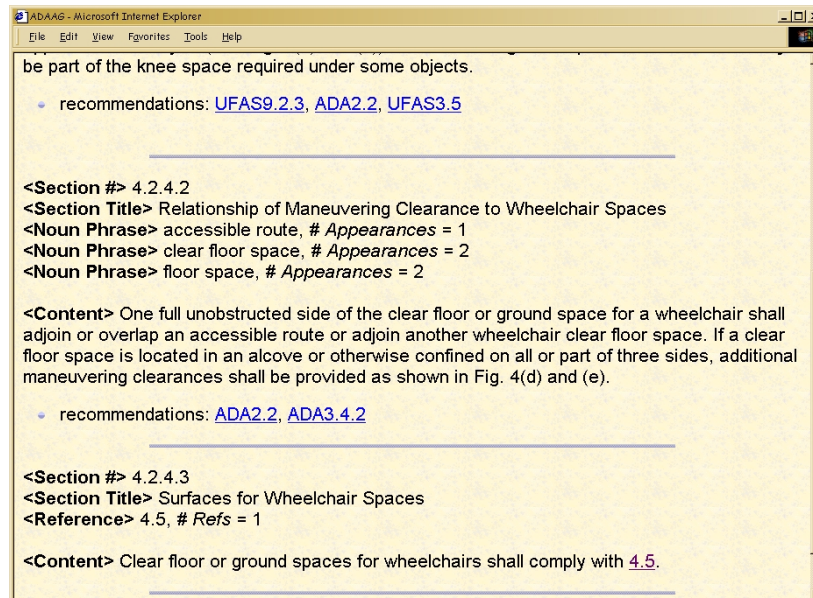 ADAAG - Microsoft Internet Explorer
File Edit View Favorites Tools Help
be part of the knee space required under some objects.
recommendations: UFAS9.2.3, ADA2.2, UFAS3.5
<Section #> 4.2.4.2
<Section Title> Relationship of Maneuvering Clearance to Wheelchair Spaces
<Noun Phrase> accessible route, # Appearances = 1
<Noun Phrase> clear floor space, # Appearances = 2
<Noun Phrase> floor space, # Appearances = 2
<Content> One full unobstructed side of the clear floor or ground space for a wheelchair shall
adjoin or overlap an accessible route or adjoin another wheelchair clear floor space. If a clear
floor space is located in an alcove or otherwise confined on all or part of three sides, additional
maneuvering clearances shall be provided as shown in Fig. 4(d) and (e).
recommendations: ADA2.2, ADA3.4.2
<Section #> 4.2.4.3
<Section Title> Surfaces for Wheelchair Spaces
<Reference> 4.5, # Refs = 1
<Content> Clear floor or ground spaces for wheelchairs shall comply with 4.5.